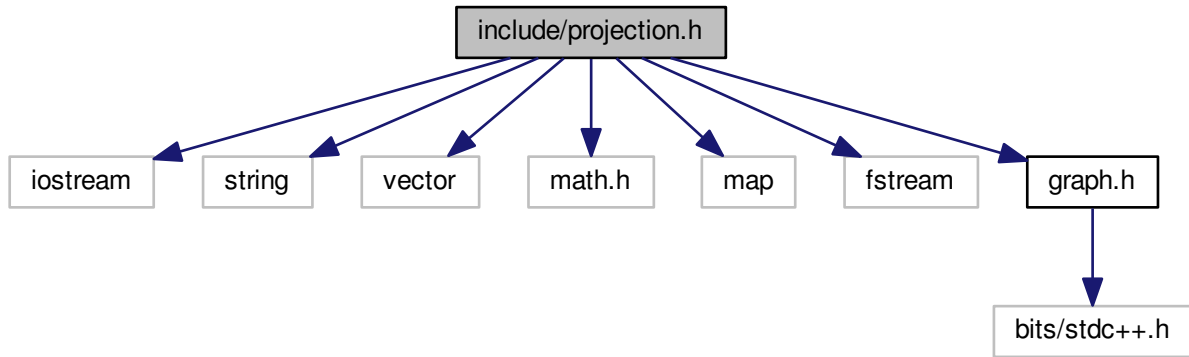 include/projection.h
iostream
string
vector
math.h
map
fstream
graph.h
bits/stdc++.h